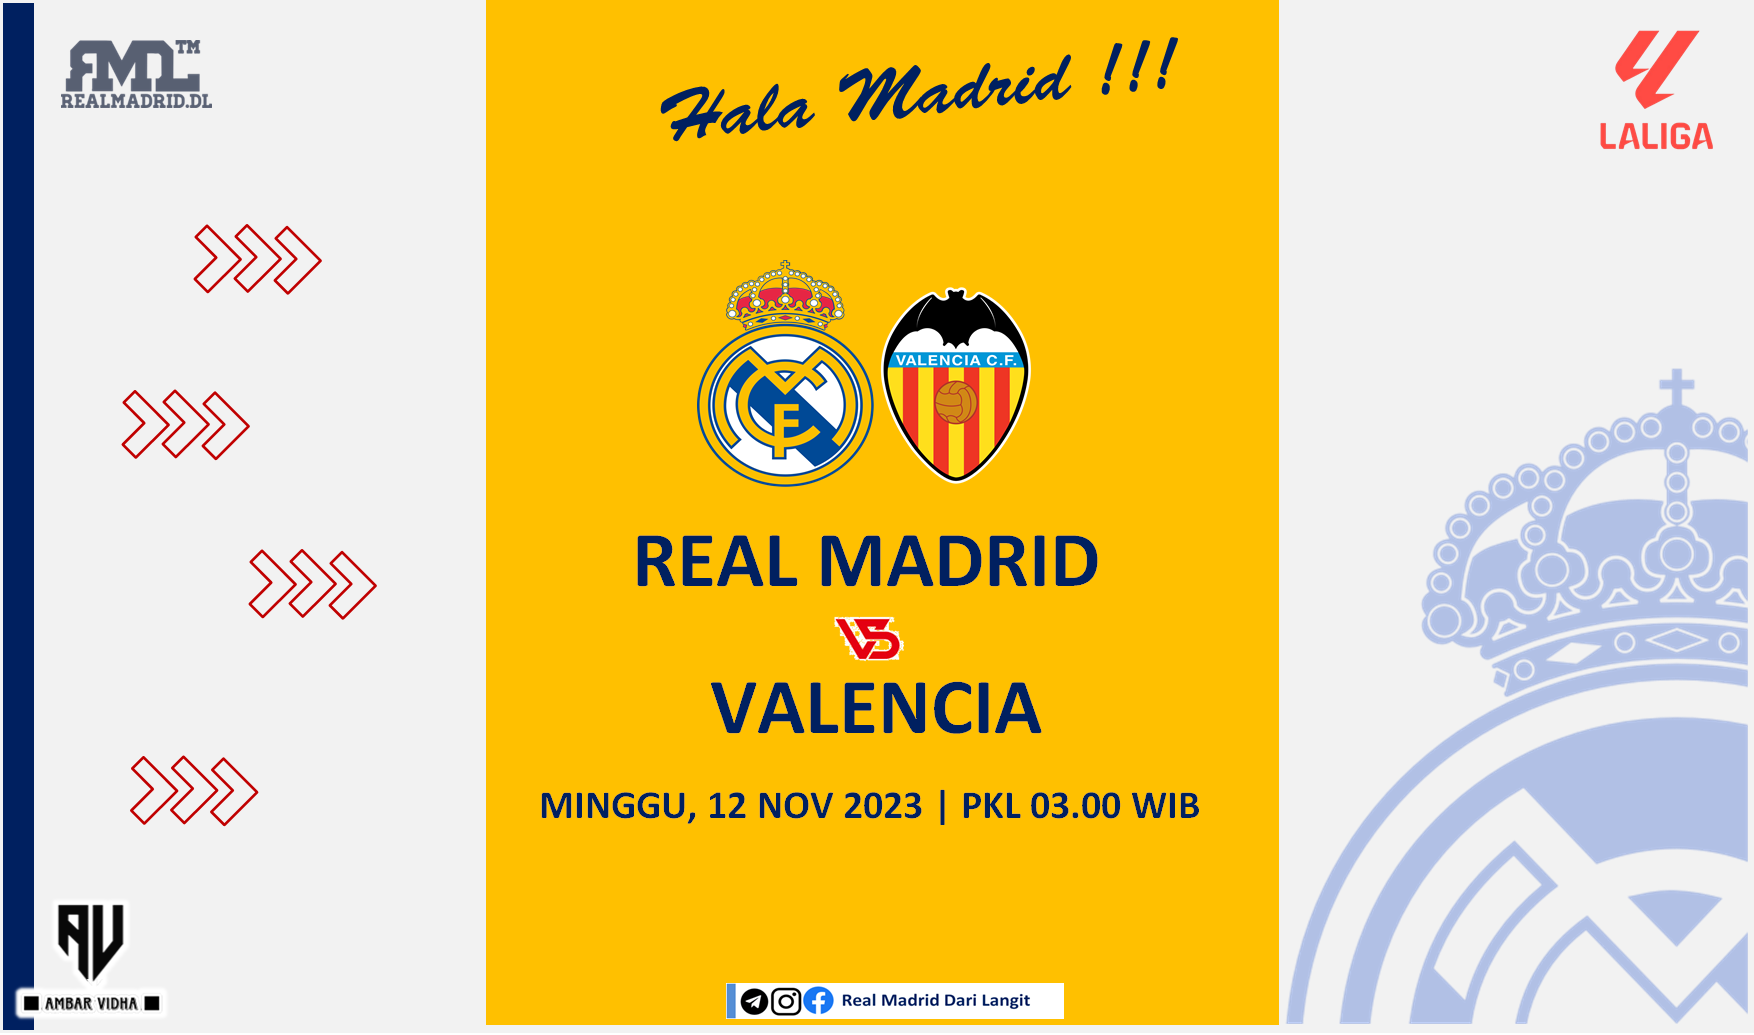 RML™
REALMADRID.DL
Hala Madrid !!!
LALIGA
VALENCIA C.F.
REAL MADRID
VS
VALENCIA
MINGGU, 12 NOV 2023 | PKL 03.00 WIB
AV
AMBAR VIDHA
Real Madrid Dari Langit